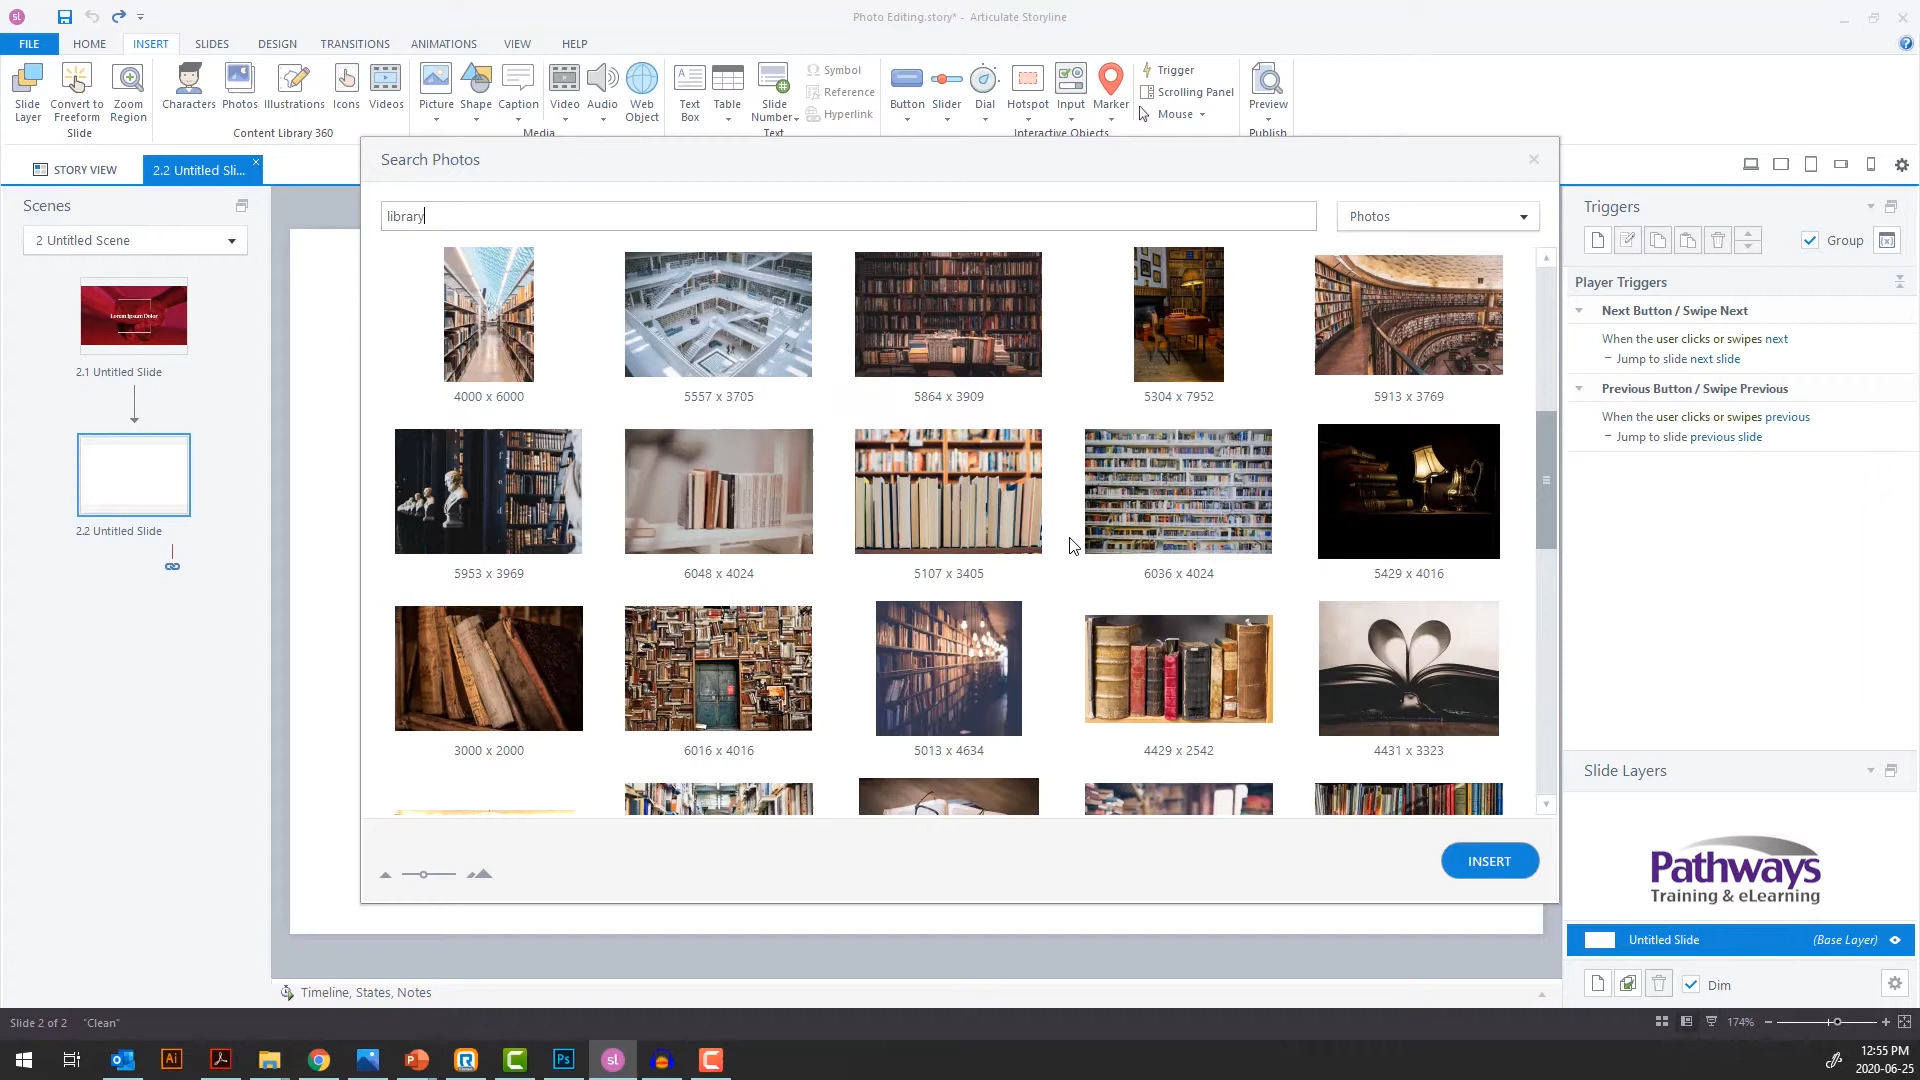 Photo Editing.story* - Articulate Storyline
FILE HOME INSERT SLIDES DESIGN TRANSITIONS ANIMATIONS VIEW HELP
Slide Layer
Convert to Freeform
Zoom Region
Slide
Characters Photos Illustrations Icons Videos
Content Library 360
Picture Shape Caption Video Audio Web Object
Media
Text Box
Table
Slide Number
Symbol
Reference
Hyperlink
Text
Button Slider Dial Hotspot Input Marker
Trigger
Scrolling Panel
Mouse
Interactive Objects
Preview
Publish
STORY VIEW
2.2 Untitled Sli...
Scenes
2 Untitled Scene
Lorem Ipsum Dolor
2.1 Untitled Slide
2.2 Untitled Slide
Search Photos
library
Photos
4000 x 6000
5557 x 3705
5864 x 3909
5304 x 7952
5913 x 3769
5953 x 3969
6048 x 4024
5107 x 3405
6036 x 4024
5429 x 4016
3000 x 2000
6016 x 4016
5013 x 4634
4429 x 2542
4431 x 3323
INSERT
Triggers
Group
(x)
Player Triggers
Next Button / Swipe Next
When the user clicks or swipes next
– Jump to slide next slide
Previous Button / Swipe Previous
When the user clicks or swipes previous
– Jump to slide previous slide
Slide Layers
Pathways
Training & eLearning
Untitled Slide (Base Layer)
Dim
Timeline, States, Notes
Slide 2 of 2 "Clean"
174%
12:55 PM
2020-06-25